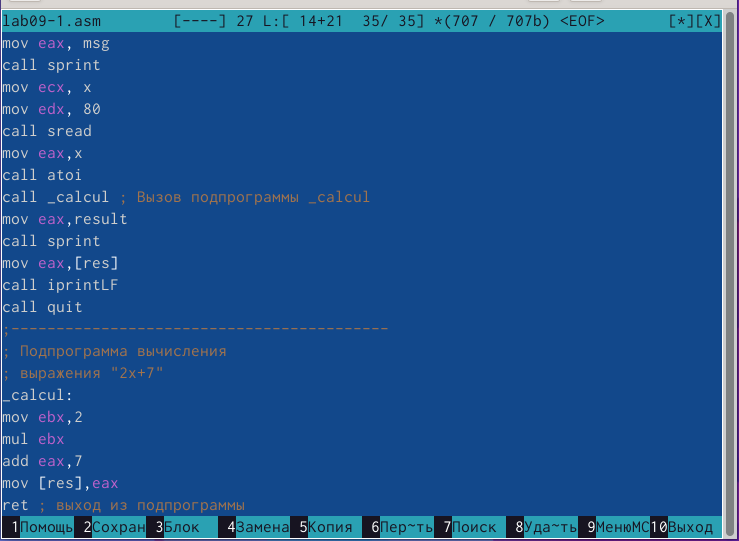 lab09-1.asm [----] 27 L:[ 14+21 35/ 35] *(707 / 707b) <EOF> [*][X]
mov eax, msg
call sprint
mov ecx, x
mov edx, 80
call sread
mov eax,x
call atoi
call _calcul ; Вызов подпрограммы _calcul
mov eax,result
call sprint
mov eax,[res]
call iprintLF
call quit
;------------------------------------------
; Подпрограмма вычисления
; выражения "2x+7"
_calcul:
mov ebx,2
mul ebx
add eax,7
mov [res],eax
ret ; выход из подпрограммы
1Помощь 2Сохран 3Блок 4Замена 5Копия 6Пер~ть 7Поиск 8Уда~ть 9МенюMC 10Выход